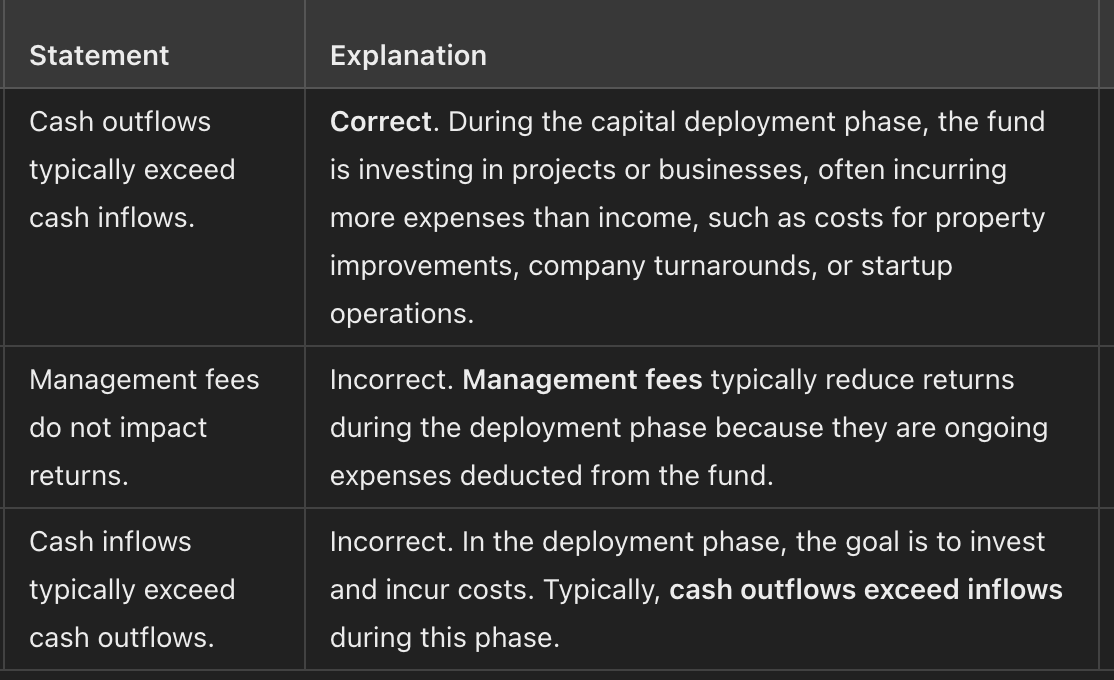 Statement
Explanation
Cash outflows
typically exceed
cash inflows.
Correct. During the capital deployment phase, the fund
is investing in projects or businesses, often incurring
more expenses than income, such as costs for property
improvements, company turnarounds, or startup
operations.
Management fees
do not impact
returns.
Incorrect. Management fees typically reduce returns
during the deployment phase because they are ongoing
expenses deducted from the fund.
Cash inflows
typically exceed
cash outflows.
Incorrect. In the deployment phase, the goal is to invest
and incur costs. Typically, cash outflows exceed inflows
during this phase.